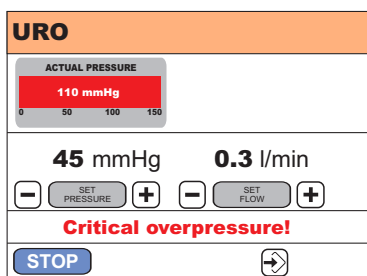 URO
ACTUAL PRESSURE
110 mmHg
0 50 100 150
45 mmHg 0.3 l/min
− SET PRESSURE + − SET FLOW +
Critical overpressure!
STOP